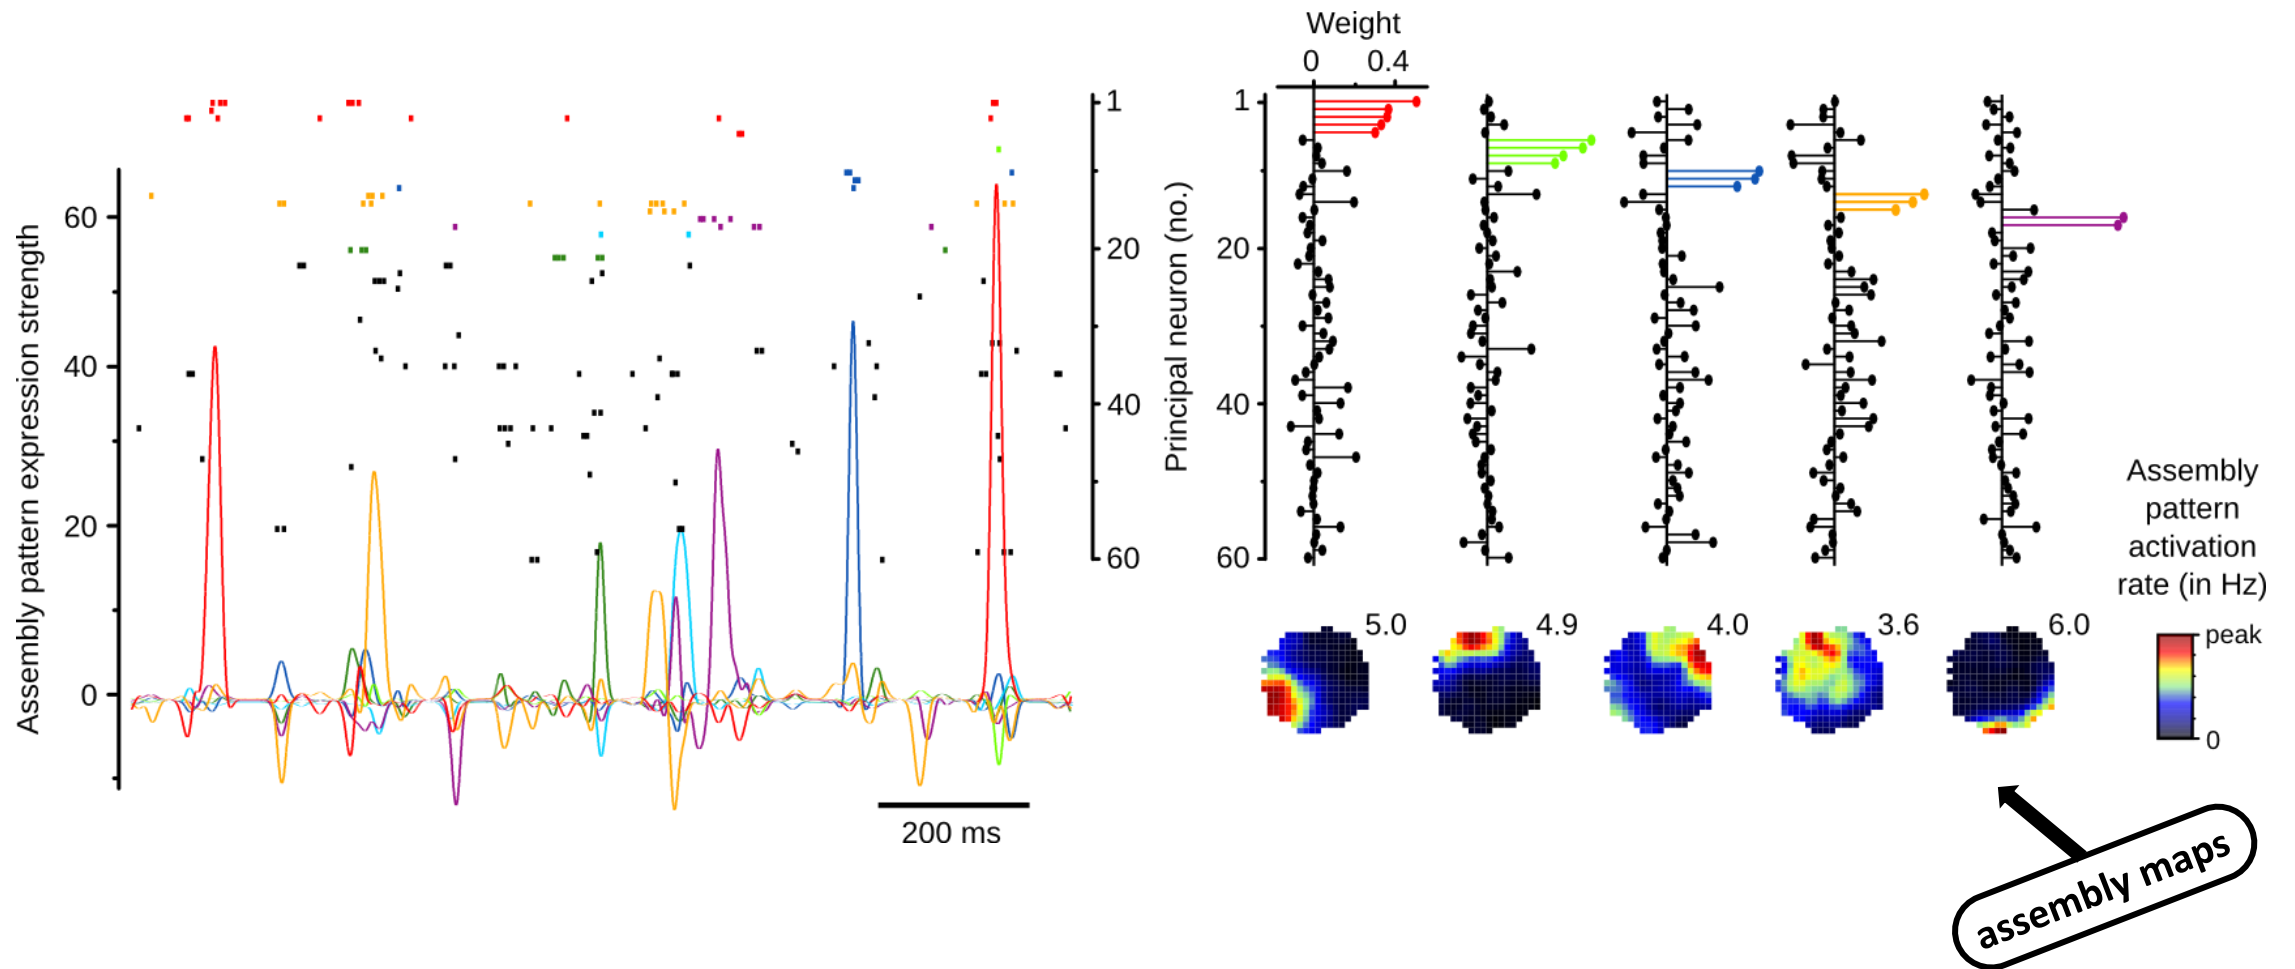 Assembly pattern expression strength
60
40
20
0
200 ms
1
20
40
60
Principal neuron (no.)
Weight
0 0.4
1
20
40
60
5.0 4.9 4.0 3.6 6.0
Assembly
pattern
activation
rate (in Hz)
peak
0
assembly maps